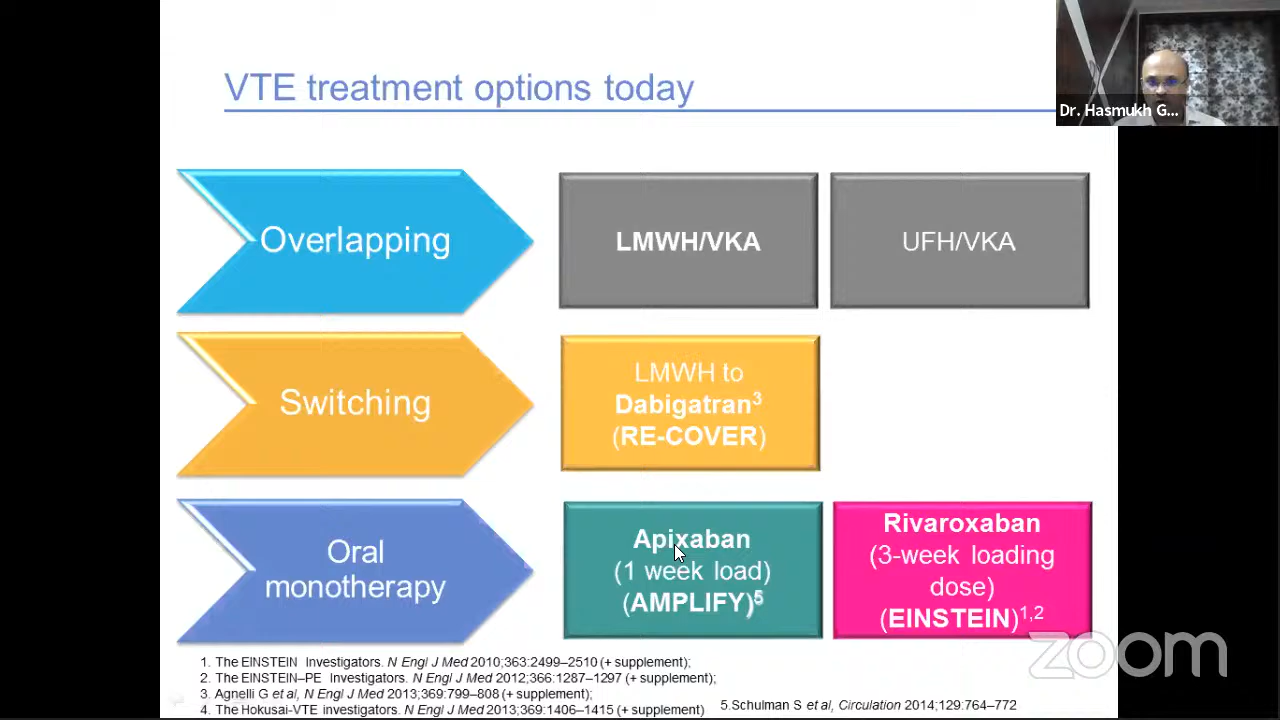 VTE treatment options today
Dr. Hasmukh G...
Overlapping
LMWH/VKA
UFH/VKA
Switching
LMWH to
Dabigatran3
(RE-COVER)
Oral
monotherapy
Apixaban
(1 week load)
(AMPLIFY)5
Rivaroxaban
(3-week loading
dose)
(EINSTEIN)1,2
zoom
1. The EINSTEIN Investigators. N Engl J Med 2010;363:2499–2510 (+ supplement);
2. The EINSTEIN–PE Investigators. N Engl J Med 2012;366:1287–1297 (+ supplement);
3. Agnelli G et al, N Engl J Med 2013;369:799–808 (+ supplement);
4. The Hokusai-VTE investigators. N Engl J Med 2013;369:1406–1415 (+ supplement)
5.Schulman S et al, Circulation 2014;129:764–772